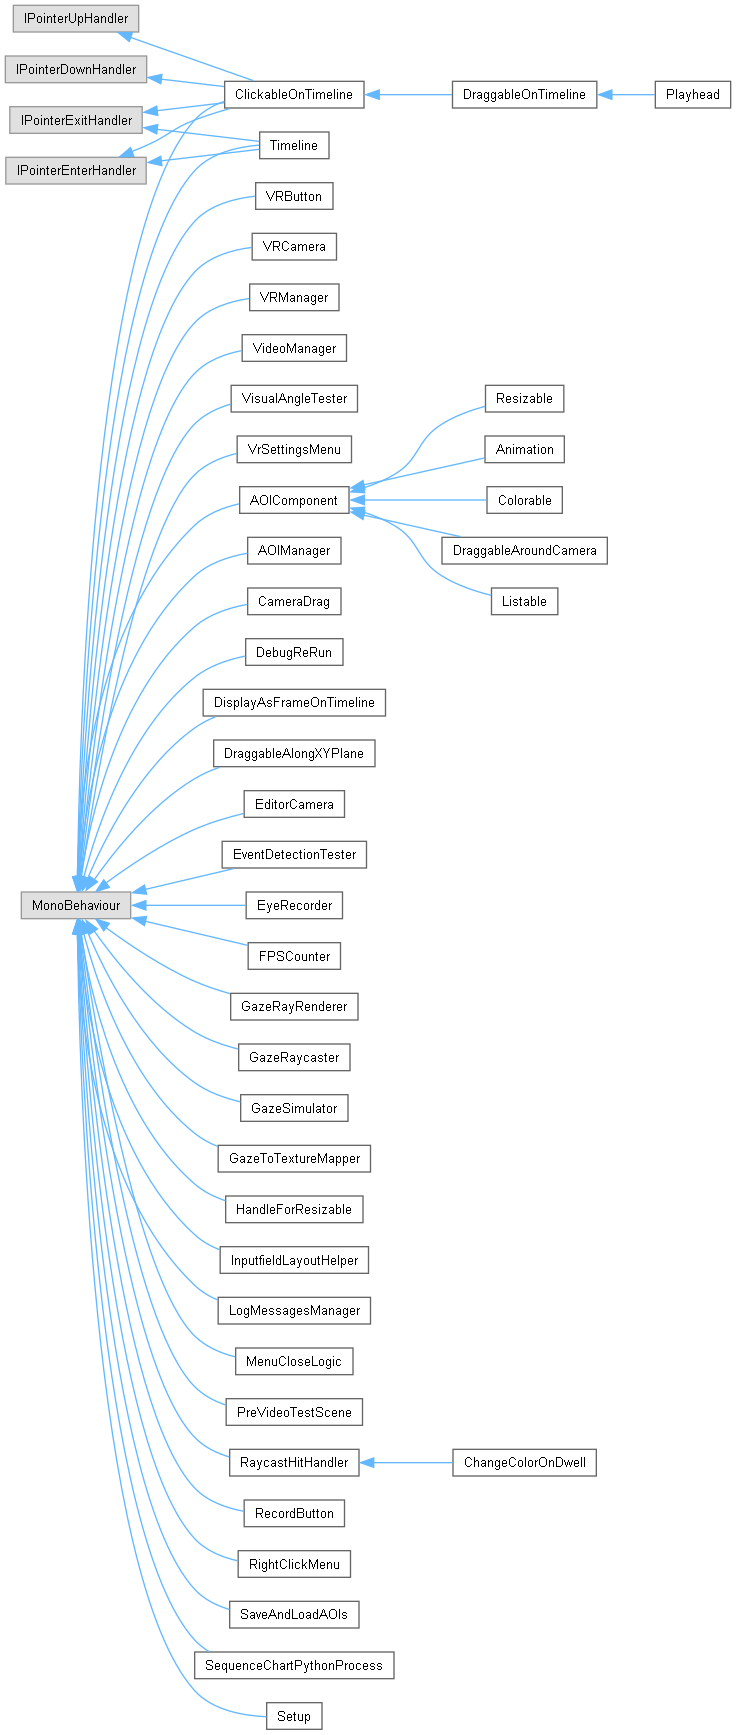 IPointerUpHandler
IPointerDownHandler
ClickableOnTimeline
DraggableOnTimeline
Playhead
IPointerExitHandler
Timeline
IPointerEnterHandler
VRButton
VRCamera
VRManager
VideoManager
VisualAngleTester
Resizable
VrSettingsMenu
Animation
AOIComponent
Colorable
AOIManager
DraggableAroundCamera
CameraDrag
Listable
DebugReRun
DisplayAsFrameOnTimeline
DraggableAlongXYPlane
EditorCamera
EventDetectionTester
MonoBehaviour
EyeRecorder
FPSCounter
GazeRayRenderer
GazeRaycaster
GazeSimulator
GazeToTextureMapper
HandleForResizable
InputfieldLayoutHelper
LogMessagesManager
MenuCloseLogic
PreVideoTestScene
RaycastHitHandler
ChangeColorOnDwell
RecordButton
RightClickMenu
SaveAndLoadAOIs
SequenceChartPythonProcess
Setup